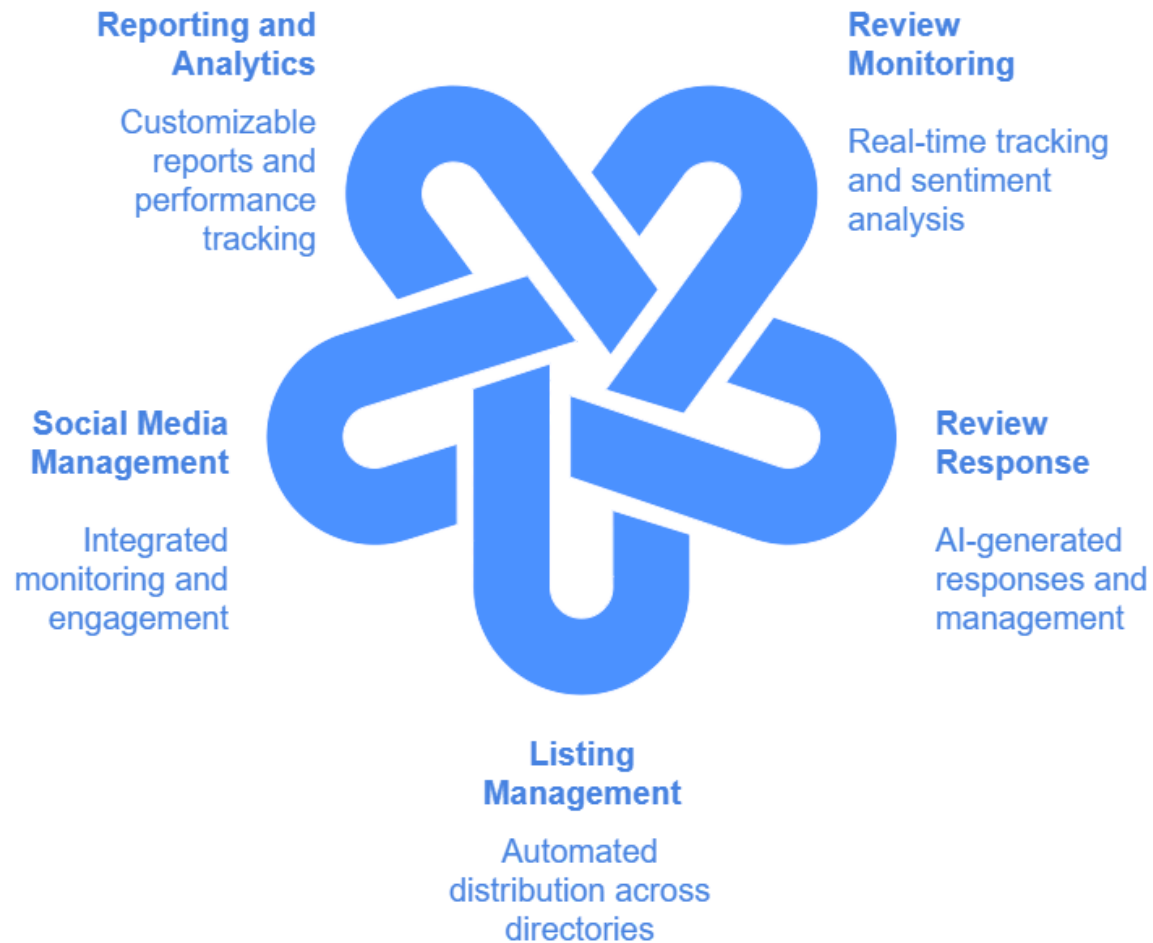 Reporting and
Analytics
Customizable
reports and
performance
tracking
Review
Monitoring
Real-time tracking
and sentiment
analysis
Social Media
Management
Integrated
monitoring and
engagement
Review
Response
AI-generated
responses and
management
Listing
Management
Automated
distribution across
directories